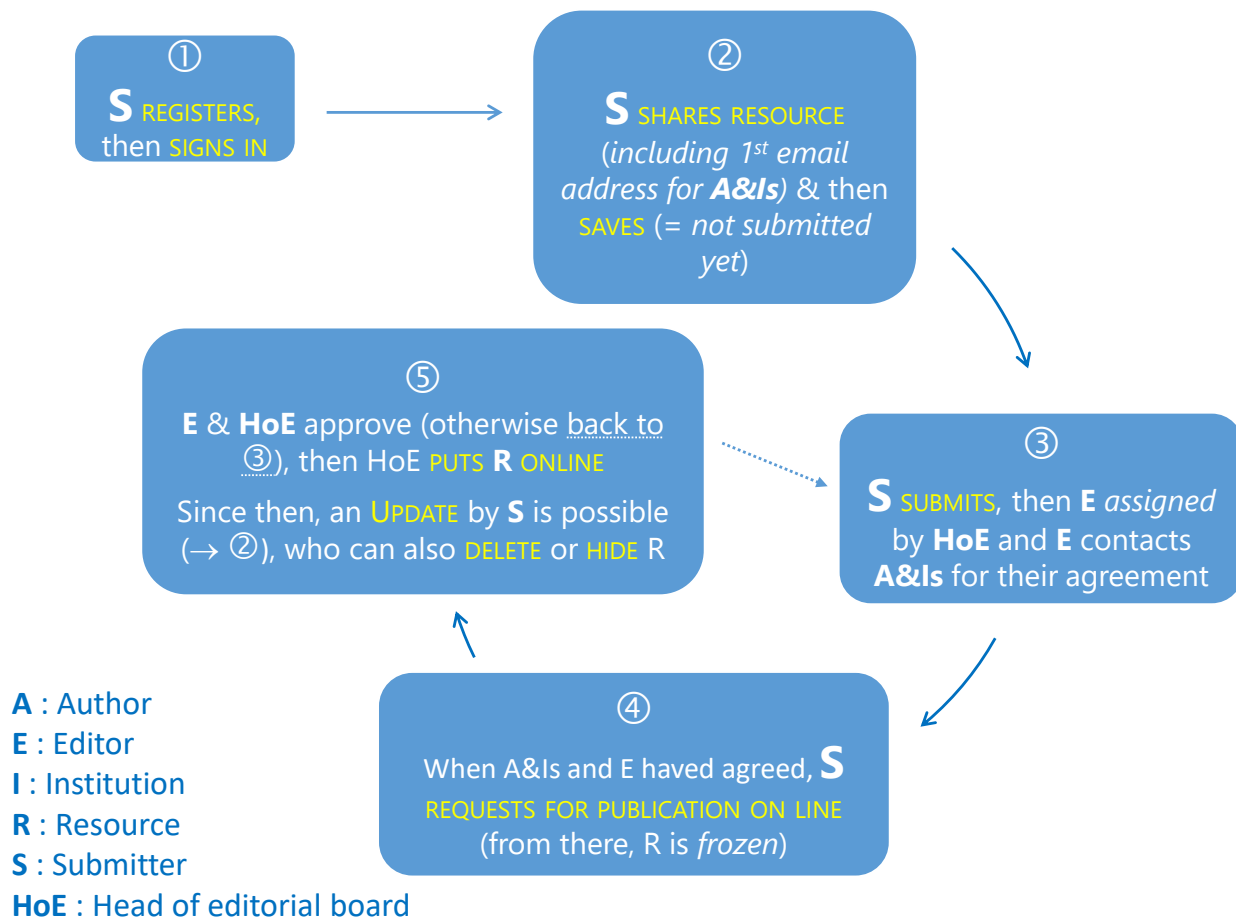 ①
S REGISTERS,
then SIGNS IN
②
S SHARES RESOURCE
(including 1st email
address for A&Is) & then
SAVES (= not submitted
yet)
③
S SUBMITS, then E assigned
by HoE and E contacts
A&Is for their agreement
④
When A&Is and E haved agreed, S
REQUESTS FOR PUBLICATION ON LINE
(from there, R is frozen)
⑤
E & HoE approve (otherwise back to
③), then HoE PUTS R ONLINE
Since then, an UPDATE by S is possible
(→ ②), who can also DELETE or HIDE R
A : Author
E : Editor
I : Institution
R : Resource
S : Submitter
HoE : Head of editorial board